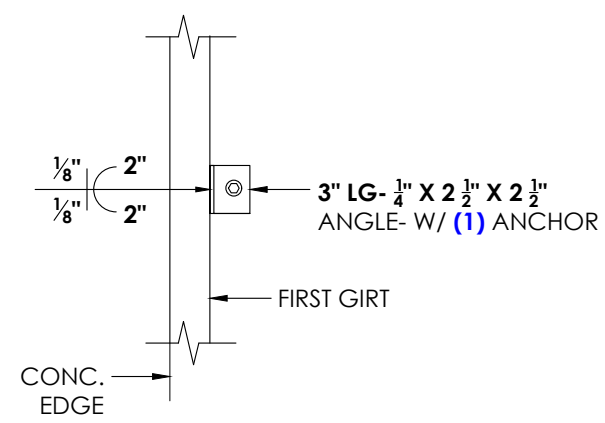 ⅛" 2"
⅛" 2"
3" LG- ¼" X 2 ½" X 2 ½"
ANGLE- W/ (1) ANCHOR
FIRST GIRT
CONC.
EDGE